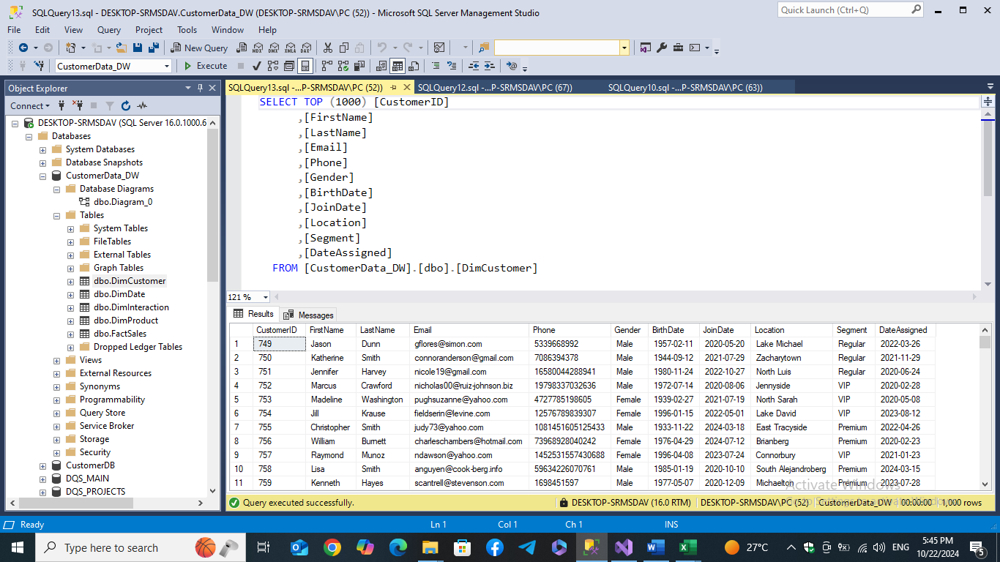 SQLQuery13.sql - DESKTOP-SRMSDAV.CustomerData_DW (DESKTOP-SRMSDAV\PC (52)) - Microsoft SQL Server Management Studio
Quick Launch (Ctrl+Q)
File Edit View Query Project Tools Window Help
New Query MDX DMX XMLA DAX
CustomerData_DW Execute
Object Explorer
Connect
DESKTOP-SRMSDAV (SQL Server 16.0.1000.6
Databases
System Databases
Database Snapshots
CustomerData_DW
Database Diagrams
dbo.Diagram_0
Tables
System Tables
FileTables
External Tables
Graph Tables
dbo.DimCustomer
dbo.DimDate
dbo.DimInteraction
dbo.DimProduct
dbo.FactSales
Dropped Ledger Tables
Views
External Resources
Synonyms
Programmability
Query Store
Service Broker
Storage
Security
CustomerDB
DQS_MAIN
DQS_PROJECTS
SQLQuery13.sql -...P-SRMSDAV\PC (52)) SQLQuery12.sql -...P-SRMSDAV\PC (67)) SQLQuery10.sql -...P-SRMSDAV\PC (63))
SELECT TOP (1000) [CustomerID]
,[FirstName]
,[LastName]
,[Email]
,[Phone]
,[Gender]
,[BirthDate]
,[JoinDate]
,[Location]
,[Segment]
,[DateAssigned]
FROM [CustomerData_DW].[dbo].[DimCustomer]
121 %
Results Messages
CustomerID FirstName LastName Email Phone Gender BirthDate JoinDate Location Segment DateAssigned
1 749 Jason Dunn gflores@simon.com 5339668992 Male 1957-02-11 2020-05-20 Lake Michael Regular 2022-03-26
2 750 Katherine Smith connoranderson@gmail.com 7086394378 Male 1944-09-12 2021-07-29 Zacharytown Regular 2021-11-29
3 751 Jennifer Harvey nicole19@gmail.com 16580044288941 Male 1980-11-24 2022-10-27 North Luis Regular 2020-06-24
4 752 Marcus Crawford nicholas00@ruiz-johnson.biz 19798337032636 Male 1972-07-14 2020-08-06 Jennyside VIP 2020-02-28
5 753 Madeline Washington pughsuzanne@yahoo.com 4727785198605 Female 1939-02-27 2021-07-19 North Sarah VIP 2020-05-08
6 754 Jill Krause fieldserin@levine.com 12576789839307 Female 1996-01-15 2022-05-01 Lake David VIP 2023-08-12
7 755 Christopher Smith judy73@yahoo.com 1081451605125433 Male 1933-11-22 2024-03-18 East Tracyside Premium 2022-04-26
8 756 William Burnett charleschambers@hotmail.com 73968928040242 Female 1976-04-29 2024-07-12 Brianberg Premium 2020-02-23
9 757 Raymond Munoz ndawson@yahoo.com 1452531557430688 Female 1996-04-08 2023-07-24 Connorbury VIP 2021-01-23
10 758 Lisa Smith anguyen@cook-berg.info 59634226070761 Male 1985-01-19 2020-10-10 South Alejandroberg Premium 2024-03-15
11 759 Kenneth Hayes scantrell@stevenson.com 1698451597 Male 1977-05-07 2020-12-09 Michaelton Premium 2023-07-28
Activate Windows
Go to Settings to activate Windows.
Query executed successfully. DESKTOP-SRMSDAV (16.0 RTM) DESKTOP-SRMSDAV\PC (52) CustomerData_DW 00:00:00 1,000 rows
Ready Ln 1 Col 1 Ch 1 INS
Type here to search 27°C ENG 5:45 PM
10/22/2024 5